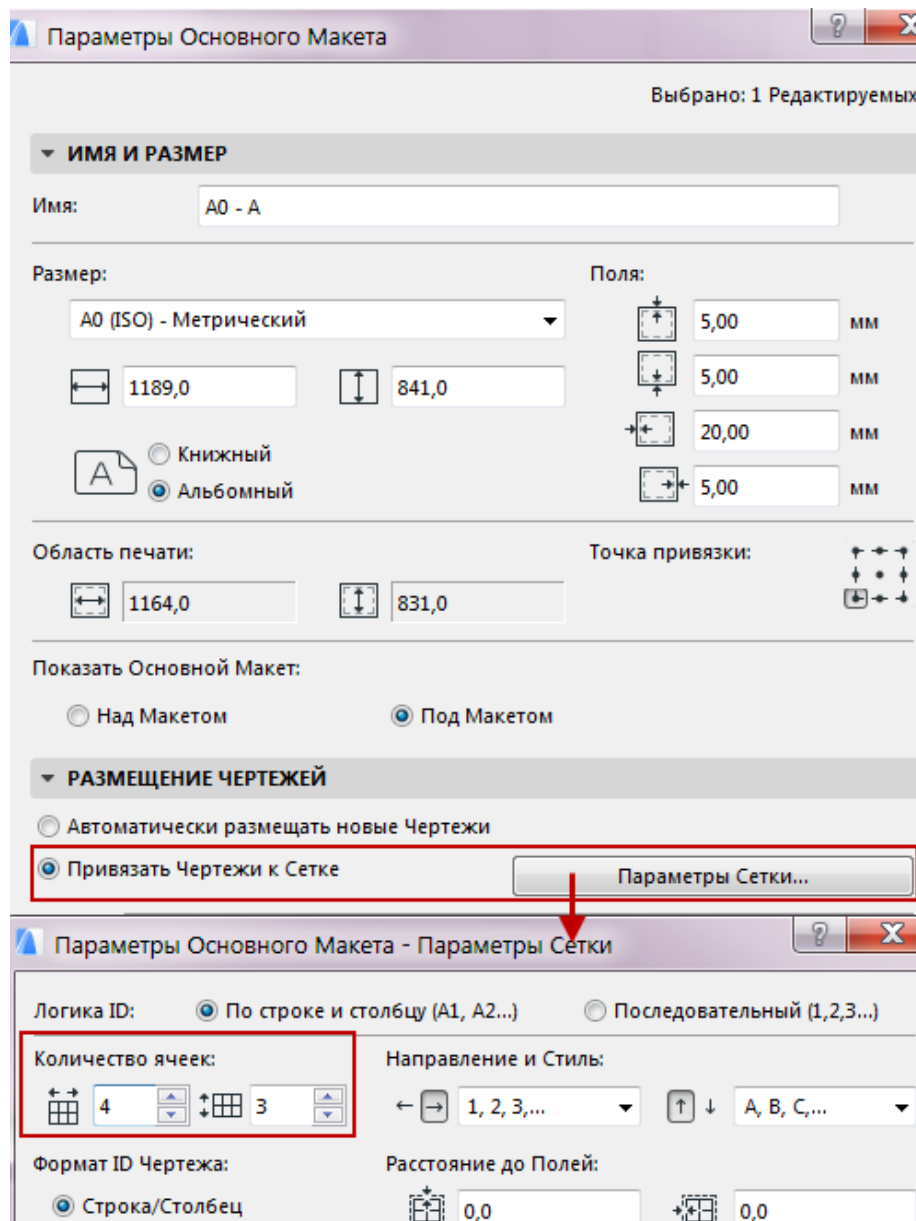 Параметры Основного Макета
Выбрано: 1 Редактируемых
ИМЯ И РАЗМЕР
Имя: A0 - A
Размер: Поля:
A0 (ISO) - Метрический 5,00 мм
1189,0 841,0 5,00 мм
20,00 мм
A Книжный
Альбомный 5,00 мм
Область печати: Точка привязки:
1164,0 831,0
Показать Основной Макет:
Над Макетом Под Макетом
РАЗМЕЩЕНИЕ ЧЕРТЕЖЕЙ
Автоматически размещать новые Чертежи
Привязать Чертежи к Сетке Параметры Сетки...
Параметры Основного Макета - Параметры Сетки
Логика ID: По строке и столбцу (A1, A2...) Последовательный (1,2,3...)
Количество ячеек: Направление и Стиль:
4 3 1, 2, 3,... A, B, C,...
Формат ID Чертежа: Расстояние до Полей:
Строка/Столбец 0,0 0,0